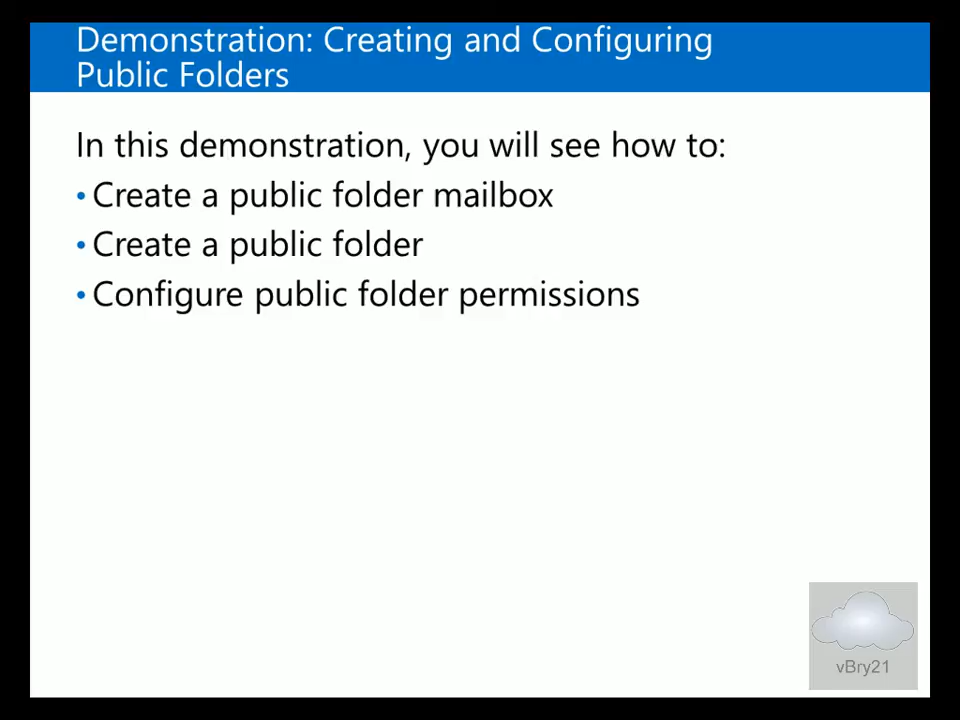 Demonstration: Creating and Configuring
Public Folders
In this demonstration, you will see how to:
• Create a public folder mailbox
• Create a public folder
• Configure public folder permissions
vBry21